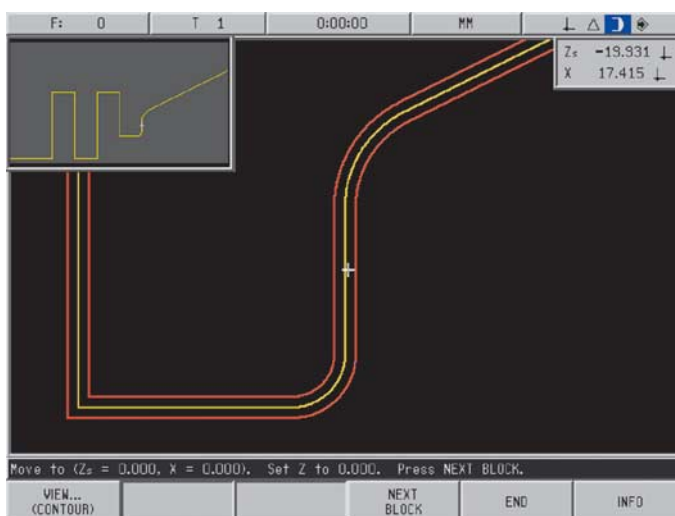 F: 0 T 1 0:00:00 MM
Zs -19.931
X 17.415
Move to (Zs = 0.000, X = 0.000). Set Z to 0.000. Press NEXT BLOCK.
VIEW... (CONTOUR)
NEXT BLOCK
END
INFO